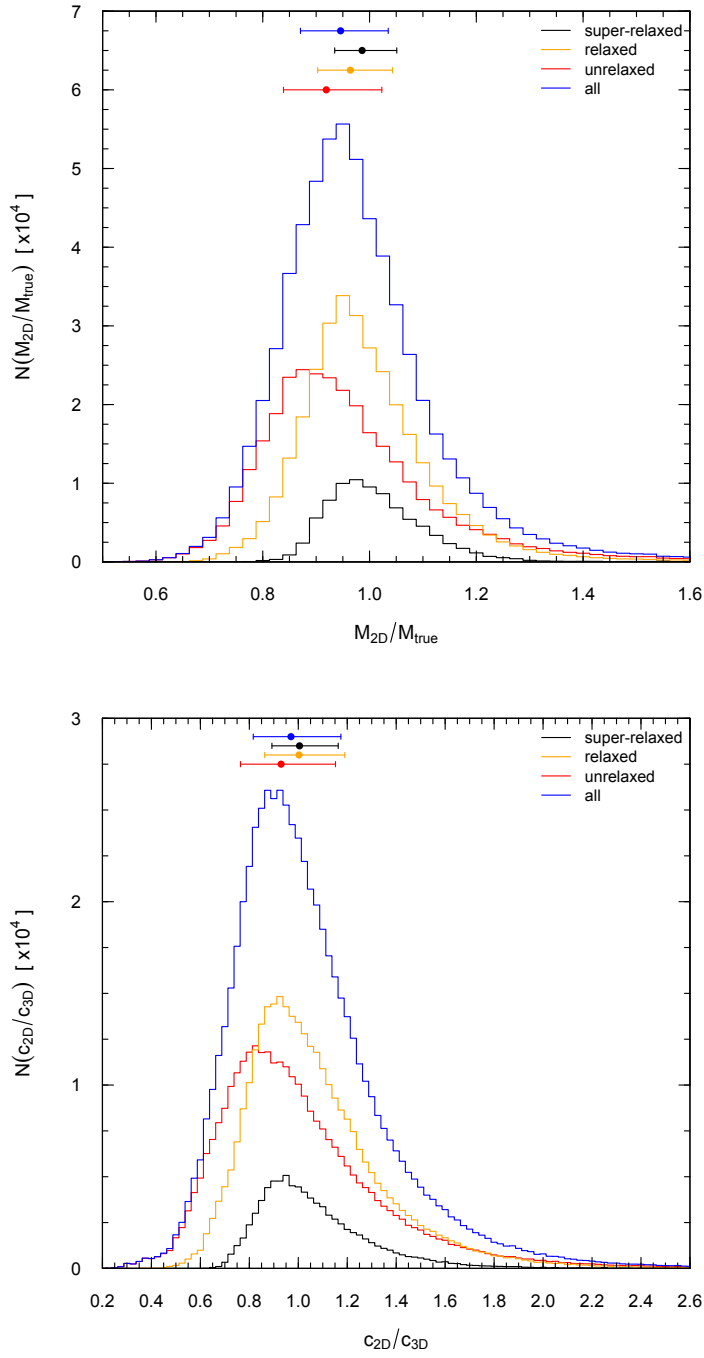 7
6
5
4
3
2
1
0
N(M2D/Mtrue) [ x10^4 ]
super-relaxed
relaxed
unrelaxed
all
0.6 0.8 1.0 1.2 1.4 1.6
M2D/Mtrue
3
2
1
0
N(c2D/c3D) [ x10^4 ]
super-relaxed
relaxed
unrelaxed
all
0.2 0.4 0.6 0.8 1.0 1.2 1.4 1.6 1.8 2.0 2.2 2.4 2.6
c2D/c3D